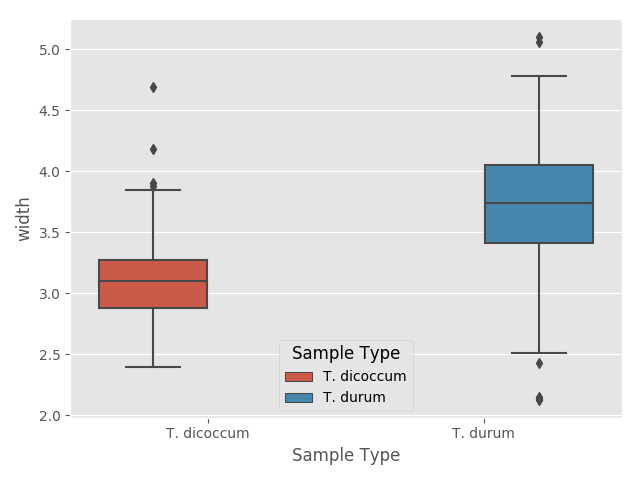 5.0
4.5
4.0
3.5
3.0
2.5
2.0
width
Sample Type
T. dicoccum
T. durum
T. dicoccum
T. durum
Sample Type